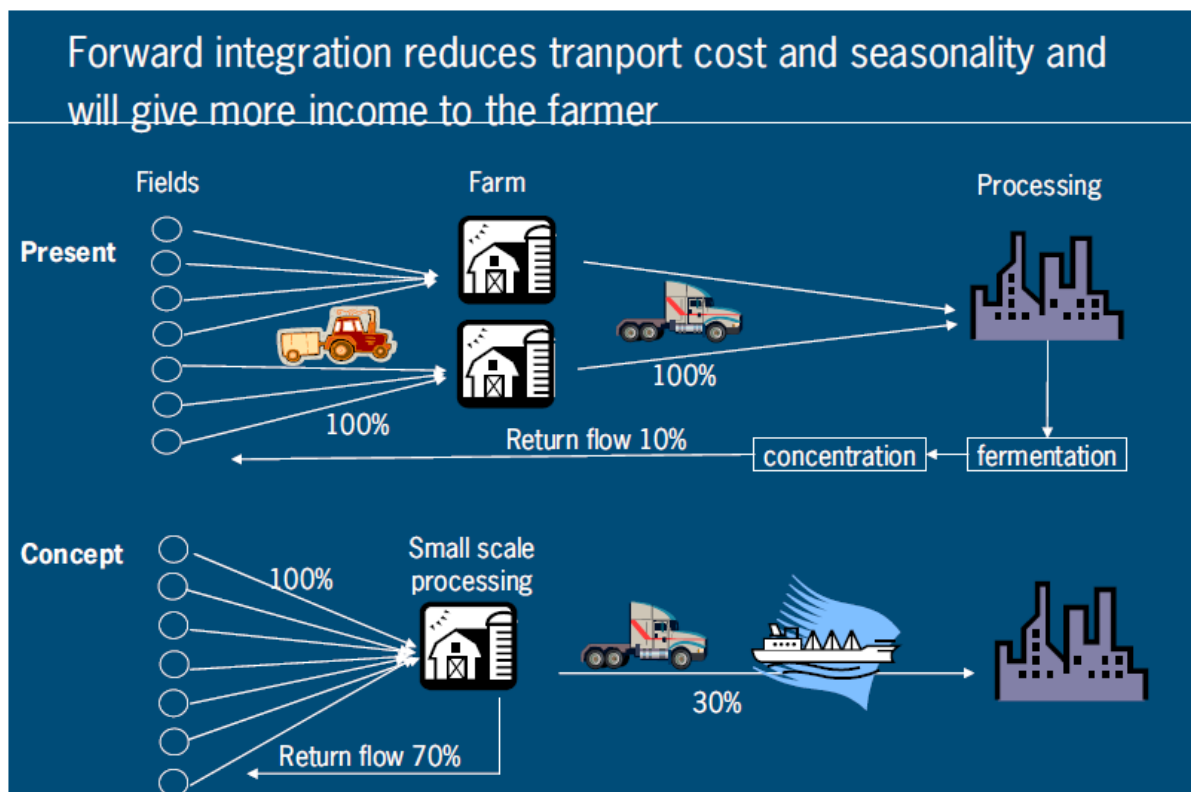 Forward integration reduces tranport cost and seasonality and
will give more income to the farmer
Fields
Farm
Processing
Present
100%
100%
Return flow 10%
concentration
fermentation
Concept
Small scale
processing
100%
30%
Return flow 70%